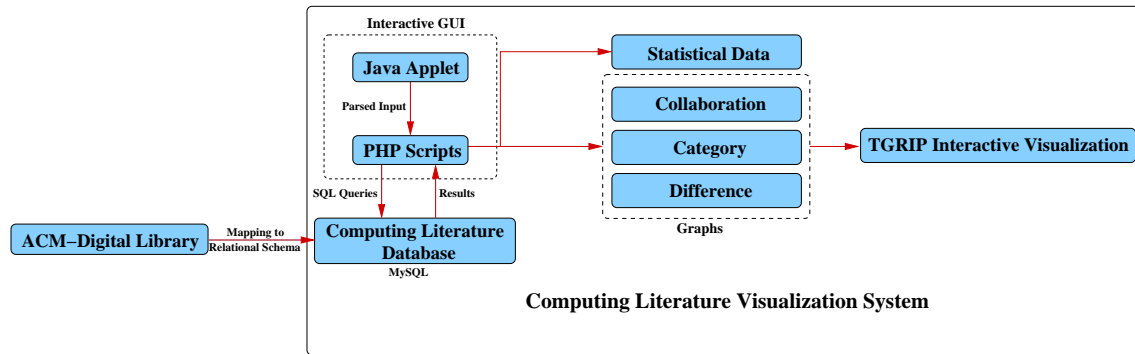 Interactive GUI
Java Applet
Parsed Input
PHP Scripts
SQL Queries
Results
Statistical Data
Collaboration
Category
Difference
Graphs
TGRIP Interactive Visualization
ACM−Digital Library
Mapping to
Relational Schema
Computing Literature
Database
MySQL
Computing Literature Visualization System